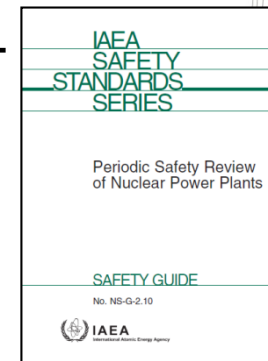 IAEA
SAFETY
STANDARDS
SERIES
Periodic Safety Review
of Nuclear Power Plants
SAFETY GUIDE
No. NS-G-2.10
IAEA
International Atomic Energy Agency